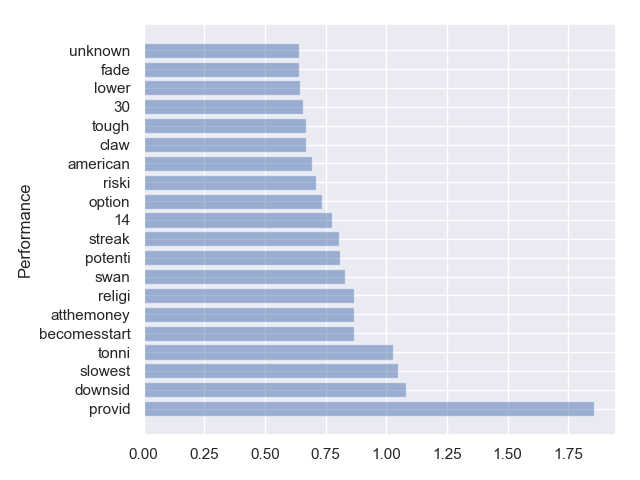 Performance
unknown
fade
lower
30
tough
claw
american
riski
option
14
streak
potenti
swan
religi
atthemoney
becomesstart
tonni
slowest
downsid
provid
0.00 0.25 0.50 0.75 1.00 1.25 1.50 1.75